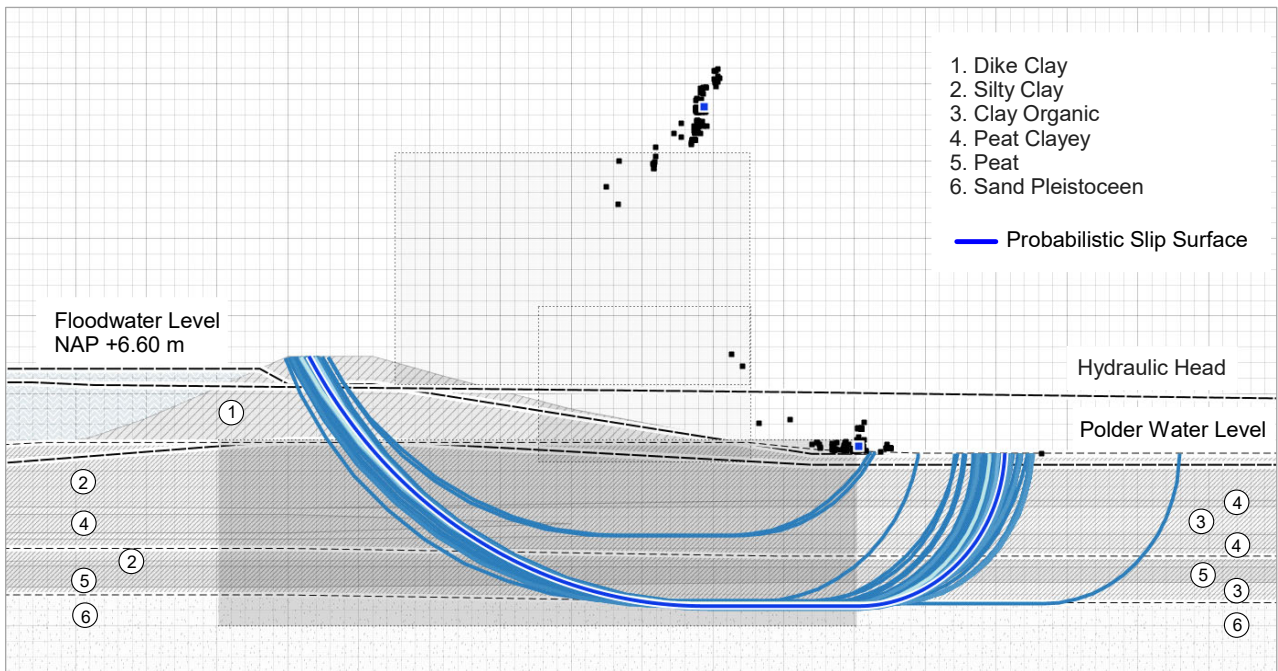 1. Dike Clay
2. Silty Clay
3. Clay Organic
4. Peat Clayey
5. Peat
6. Sand Pleistoceen
Probabilistic Slip Surface
Floodwater Level
NAP +6.60 m
Hydraulic Head
Polder Water Level
1
2
4
2
5
6
4
3
4
5
3
6